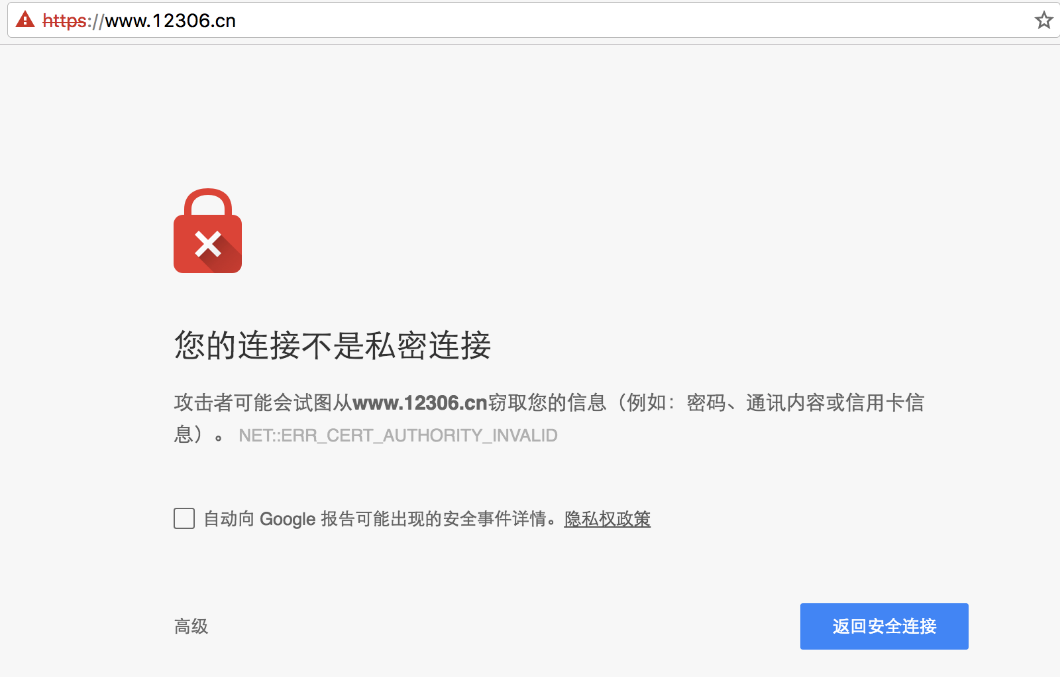 https://www.12306.cn
您的连接不是私密连接
攻击者可能会试图从www.12306.cn窃取您的信息（例如：密码、通讯内容或信用卡信
息）。 NET::ERR_CERT_AUTHORITY_INVALID
自动向 Google 报告可能出现的安全事件详情。隐私权政策
高级
返回安全连接